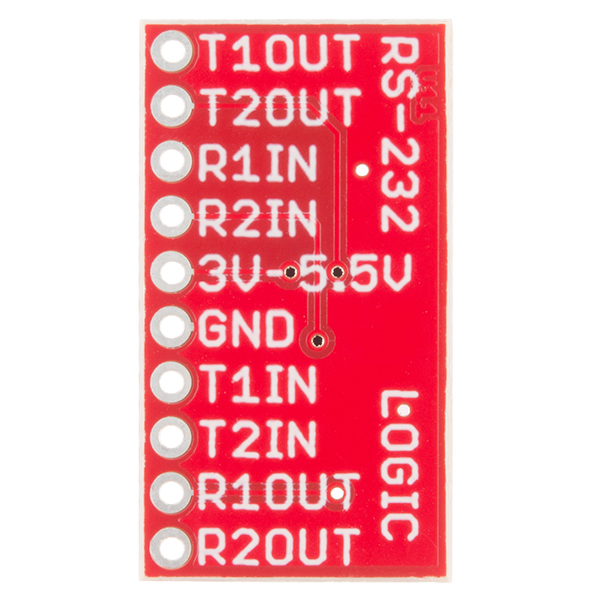 T1OUT
T2OUT
R1IN
R2IN
3V-5.5V
GND
T1IN
T2IN
R1OUT
R2OUT
RS-232
LOGIC